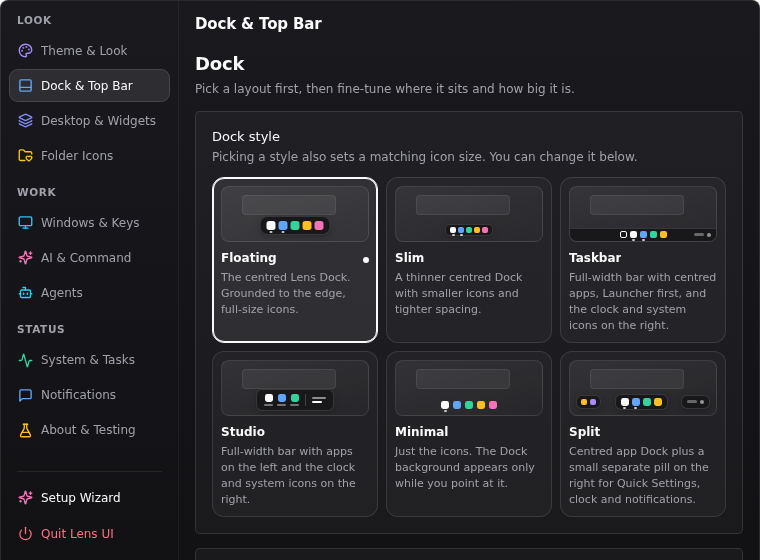 LOOK
Theme & Look
Dock & Top Bar
Desktop & Widgets
Folder Icons
WORK
Windows & Keys
AI & Command
Agents
STATUS
System & Tasks
Notifications
About & Testing
Setup Wizard
Quit Lens UI
Dock & Top Bar
Dock
Pick a layout first, then fine-tune where it sits and how big it is.
Dock style
Picking a style also sets a matching icon size. You can change it below.
Floating
The centred Lens Dock.
Grounded to the edge,
full-size icons.
Slim
A thinner centred Dock
with smaller icons and
tighter spacing.
Taskbar
Full-width bar with centred
apps, Launcher first, and
the clock and system
icons on the right.
Studio
Full-width bar with apps
on the left and the clock
and system icons on the
right.
Minimal
Just the icons. The Dock
background appears only
while you point at it.
Split
Centred app Dock plus a
small separate pill on the
right for Quick Settings,
clock and notifications.